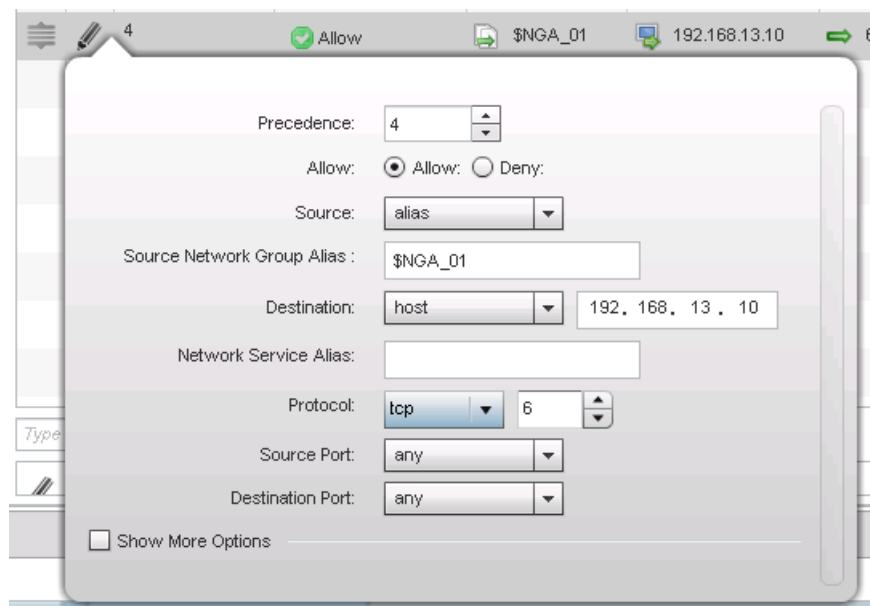 4 Allow $NGA_01 192.168.13.10 6
Precedence: 4
Allow: Allow: Deny:
Source: alias
Source Network Group Alias : $NGA_01
Destination: host 192. 168. 13 . 10
Network Service Alias:
Protocol: tcp 6
Source Port: any
Type
Destination Port: any
Show More Options